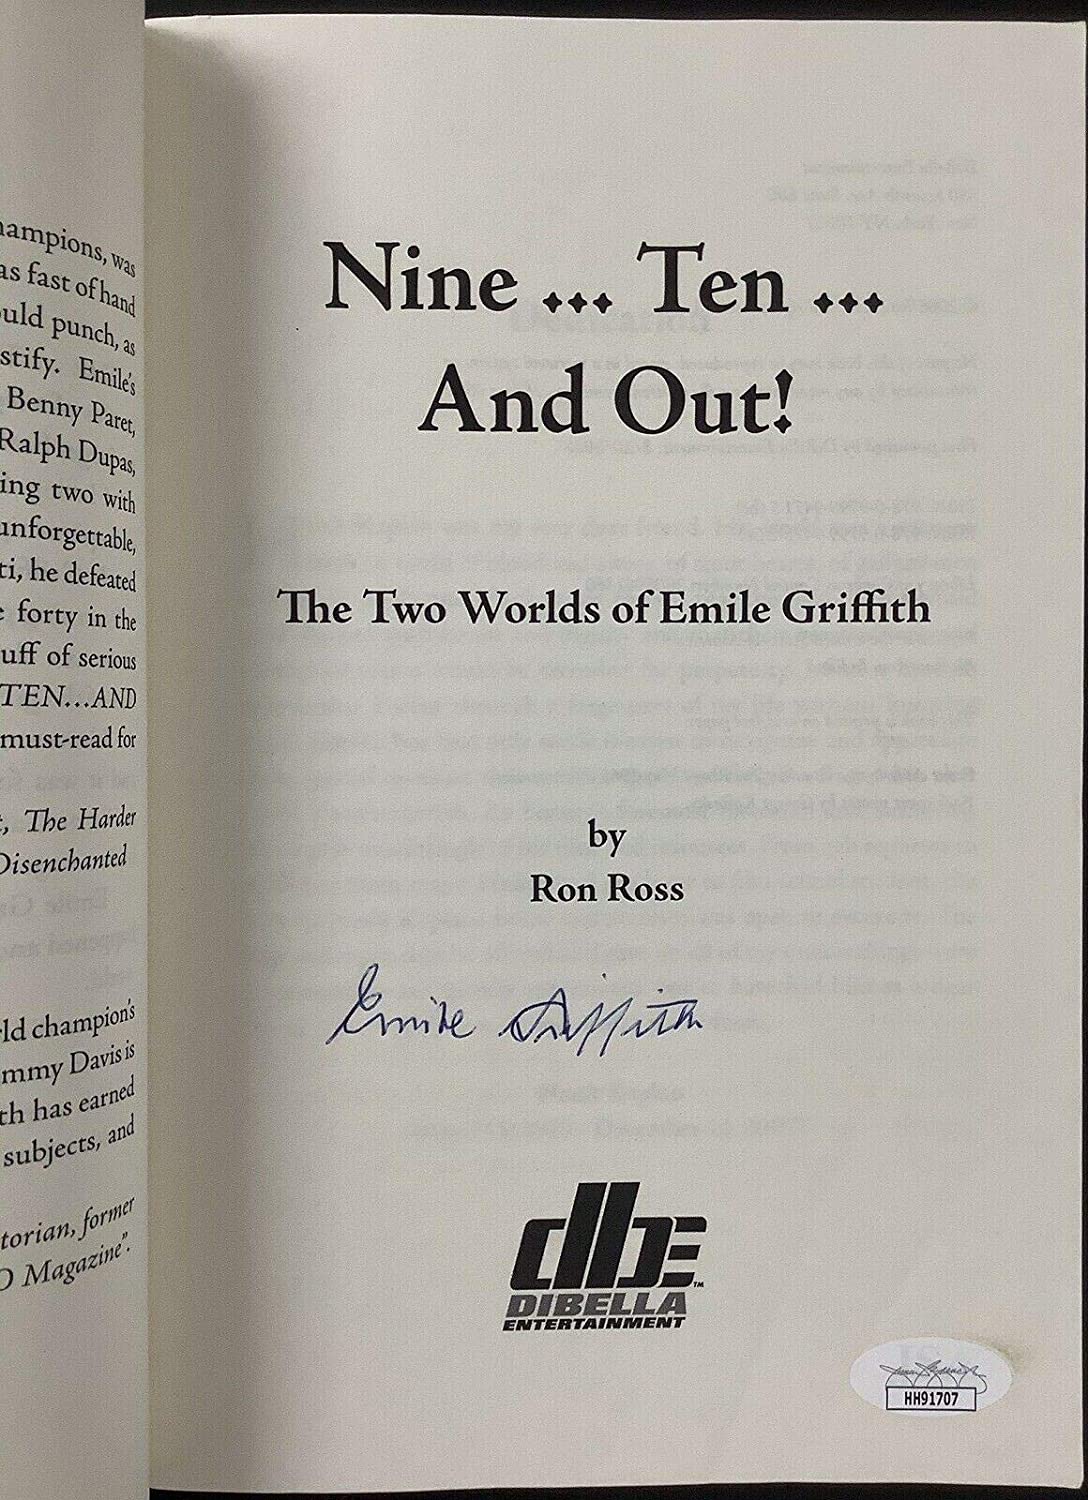 hampions, was
as fast of hand
uld punch, as
stify. Emile's
Benny Paret,
Ralph Dupas,
ing two with
unforgettable,
ti, he defeated
e forty in the
uff of serious
TEN...AND
must-read for
t, The Harder
Disenchanted
rld champion's
mmy Davis is
th has earned
subjects, and
torian, former
O Magazine".
Nine ... Ten ...
And Out!
The Two Worlds of Emile Griffith
by
Ron Ross
Emile Griffith
dbe™
DIBELLA
ENTERTAINMENT
HH91707